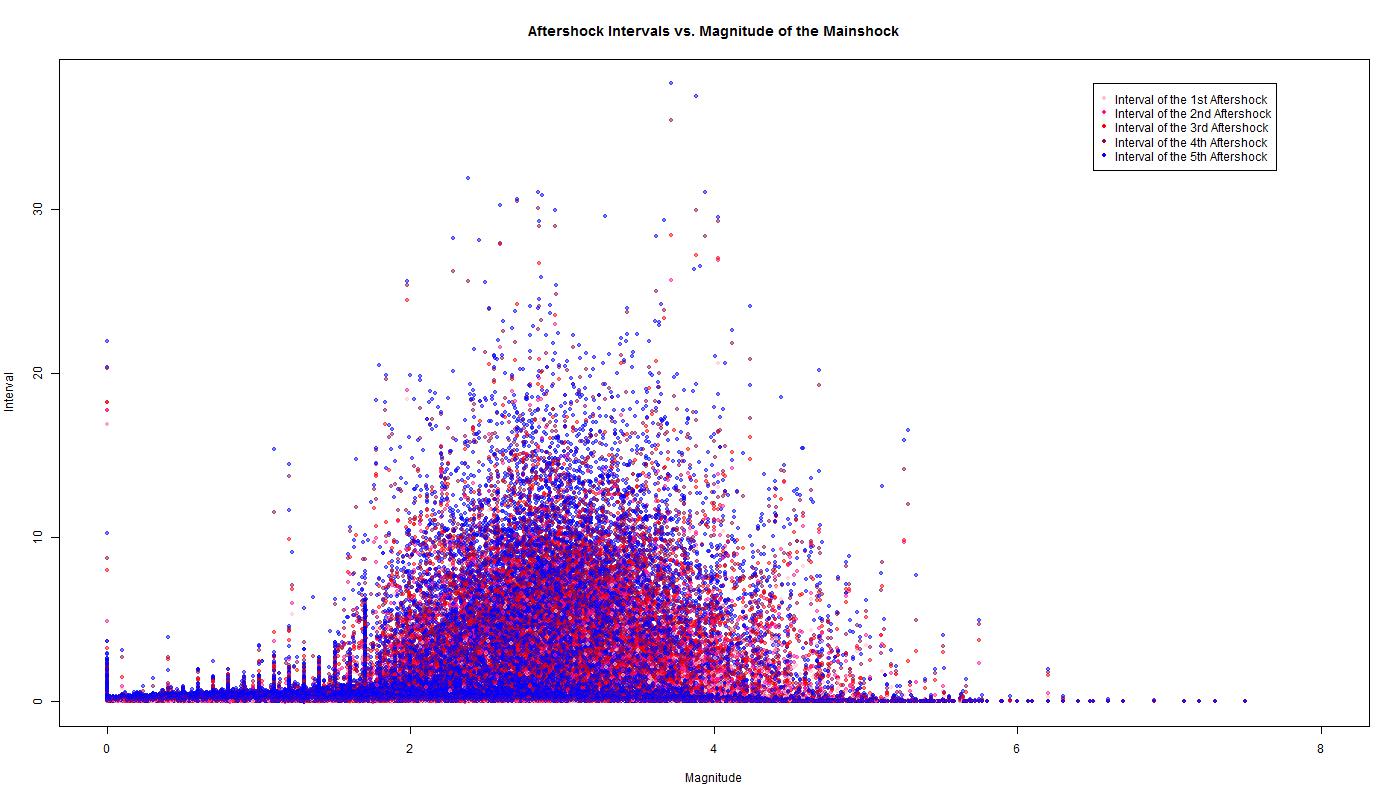 Aftershock Intervals vs. Magnitude of the Mainshock
Interval of the 1st Aftershock
Interval of the 2nd Aftershock
Interval of the 3rd Aftershock
Interval of the 4th Aftershock
Interval of the 5th Aftershock
30
20
10
0
Interval
0 2 4 6 8
Magnitude